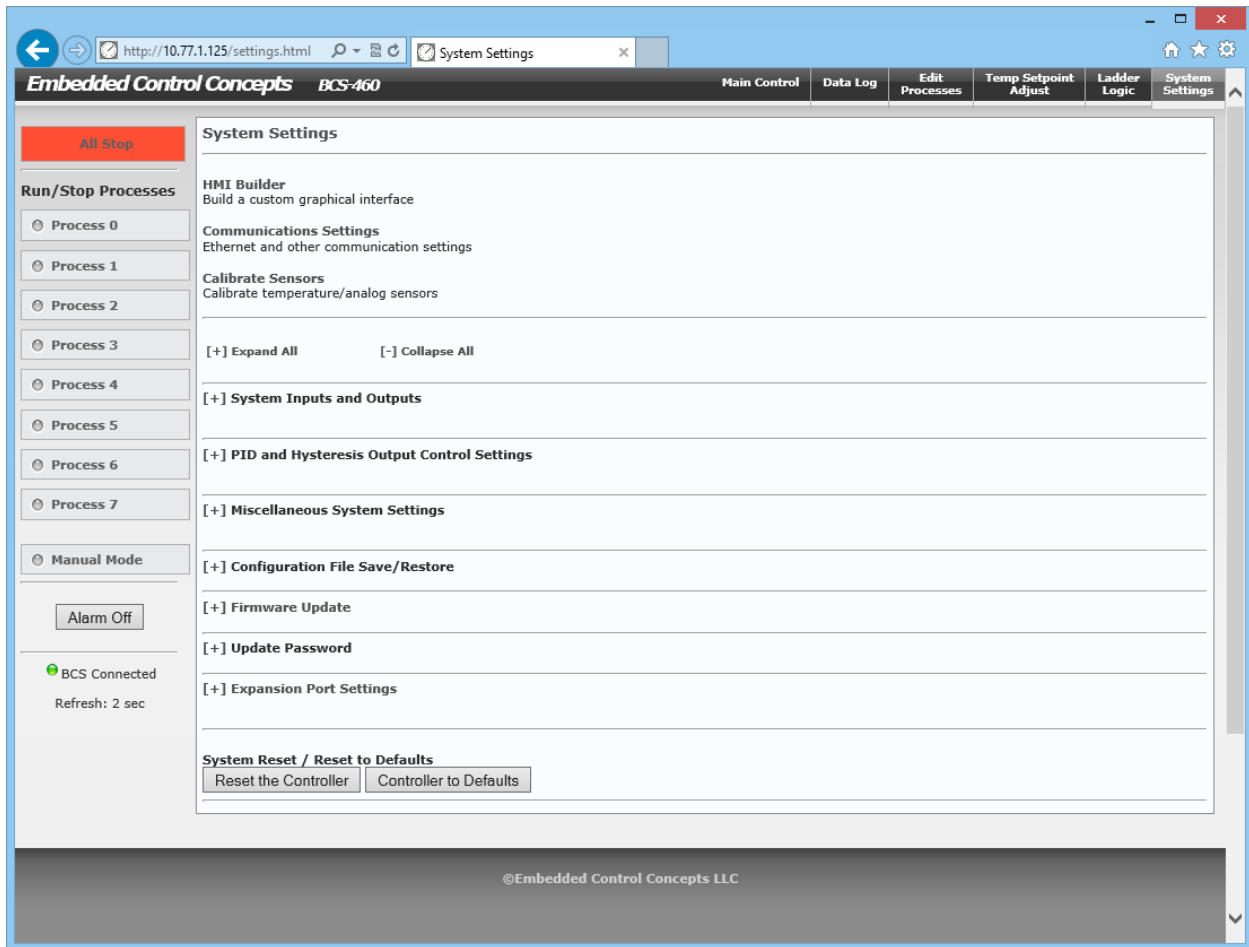 http://10.77.1.125/settings.html
System Settings
Embedded Control Concepts BCS-460
Main Control
Data Log
Edit
Processes
Temp Setpoint
Adjust
Ladder
Logic
System
Settings
All Stop
Run/Stop Processes
Process 0
Process 1
Process 2
Process 3
Process 4
Process 5
Process 6
Process 7
Manual Mode
Alarm Off
BCS Connected
Refresh: 2 sec
System Settings
HMI Builder
Build a custom graphical interface
Communications Settings
Ethernet and other communication settings
Calibrate Sensors
Calibrate temperature/analog sensors
[+] Expand All [-] Collapse All
[+] System Inputs and Outputs
[+] PID and Hysteresis Output Control Settings
[+] Miscellaneous System Settings
[+] Configuration File Save/Restore
[+] Firmware Update
[+] Update Password
[+] Expansion Port Settings
System Reset / Reset to Defaults
Reset the Controller Controller to Defaults
©Embedded Control Concepts LLC